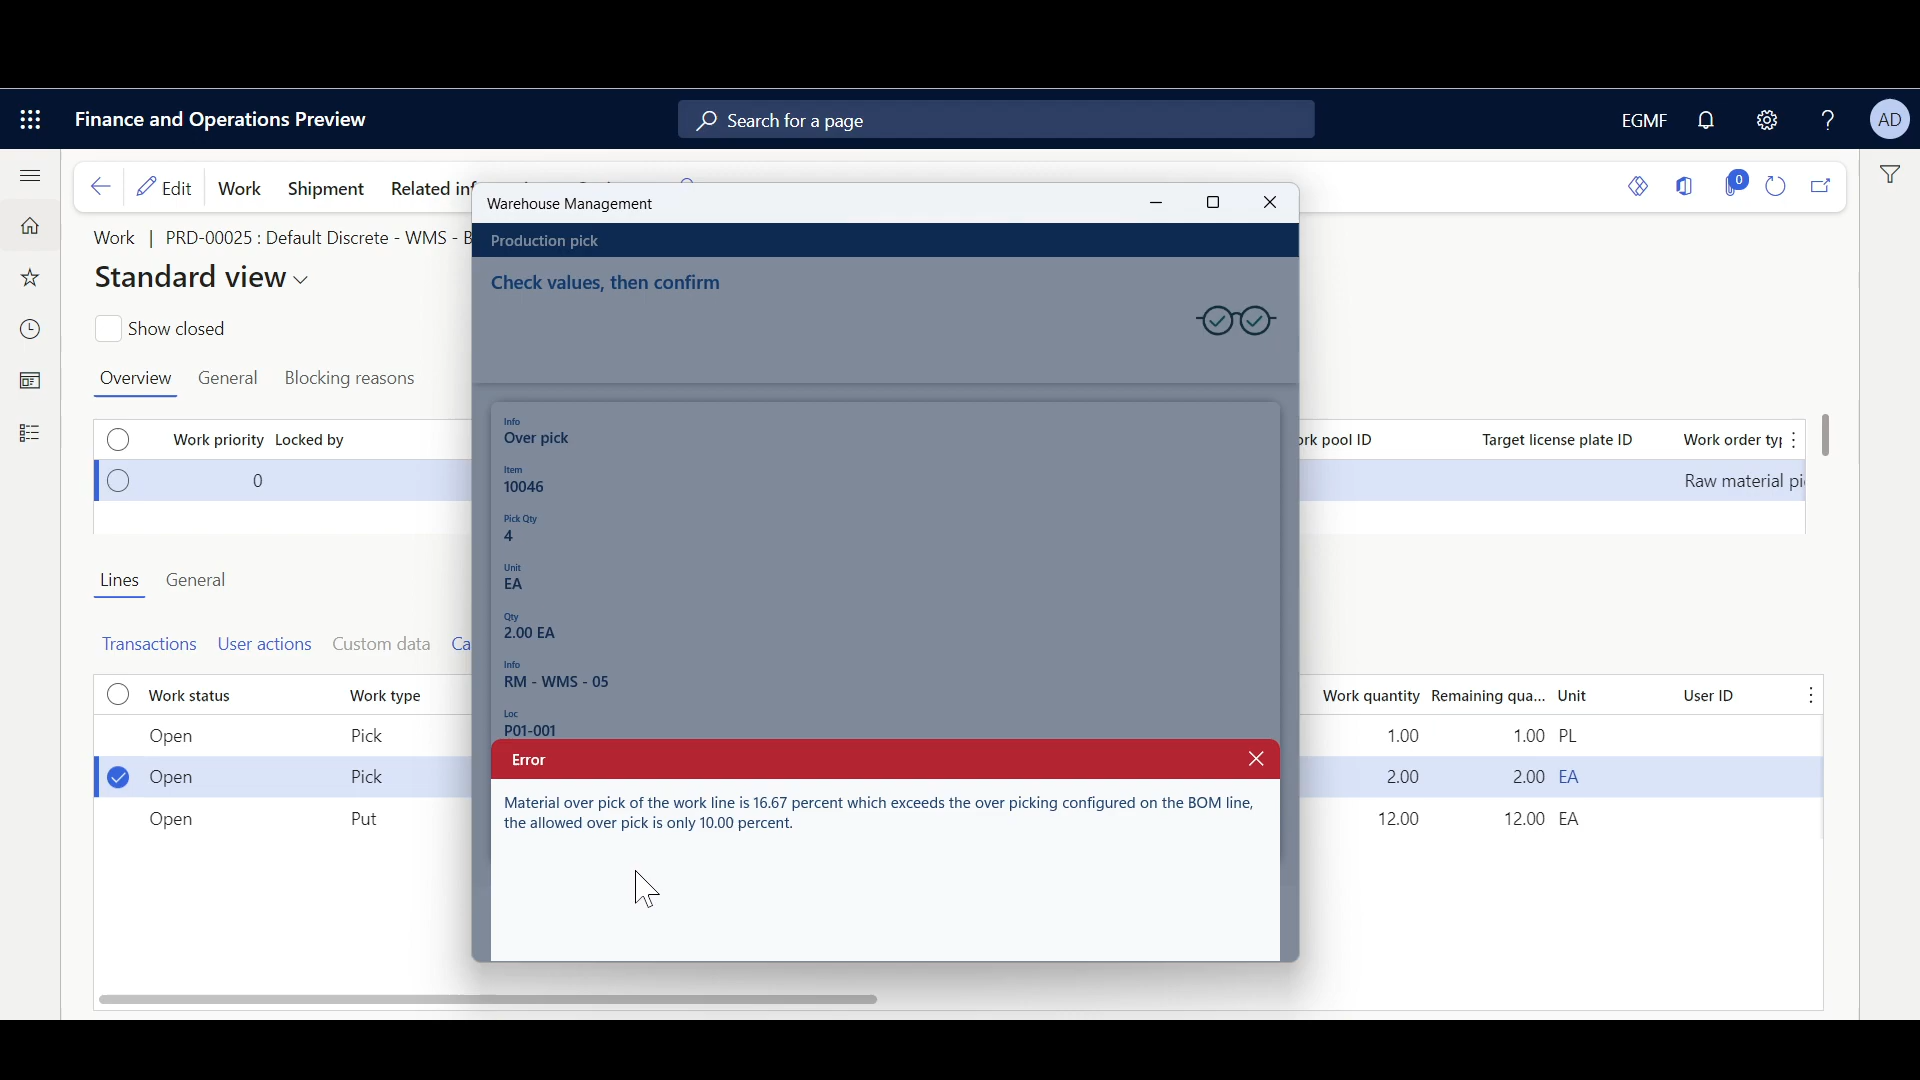 Finance and Operations Preview
Search for a page
EGMF
?
AD
Edit
Work
Shipment
Related
0
Work | PRD-00025 : Default Discrete - WMS -
Standard view
Show closed
Overview
General
Blocking reasons
Work priority
Locked by
pool ID
Target license plate ID
Work order
0
Raw material
Lines
General
Transactions
User actions
Custom data
Work status
Work type
Work quantity
Remaining qua...
Unit
User ID
Open
Pick
1.00
1.00
PL
Open
Pick
2.00
2.00
EA
Open
Put
12.00
12.00
EA
Warehouse Management
Production pick
Check values, then confirm
Info
Over pick
Item
10046
Pick Qty
4
Unit
EA
Qty
2.00 EA
Info
RM - WMS - 05
Loc
P01-001
Error
Material over pick of the work line is 16.67 percent which exceeds the over picking configured on the BOM line,
the allowed over pick is only 10.00 percent.